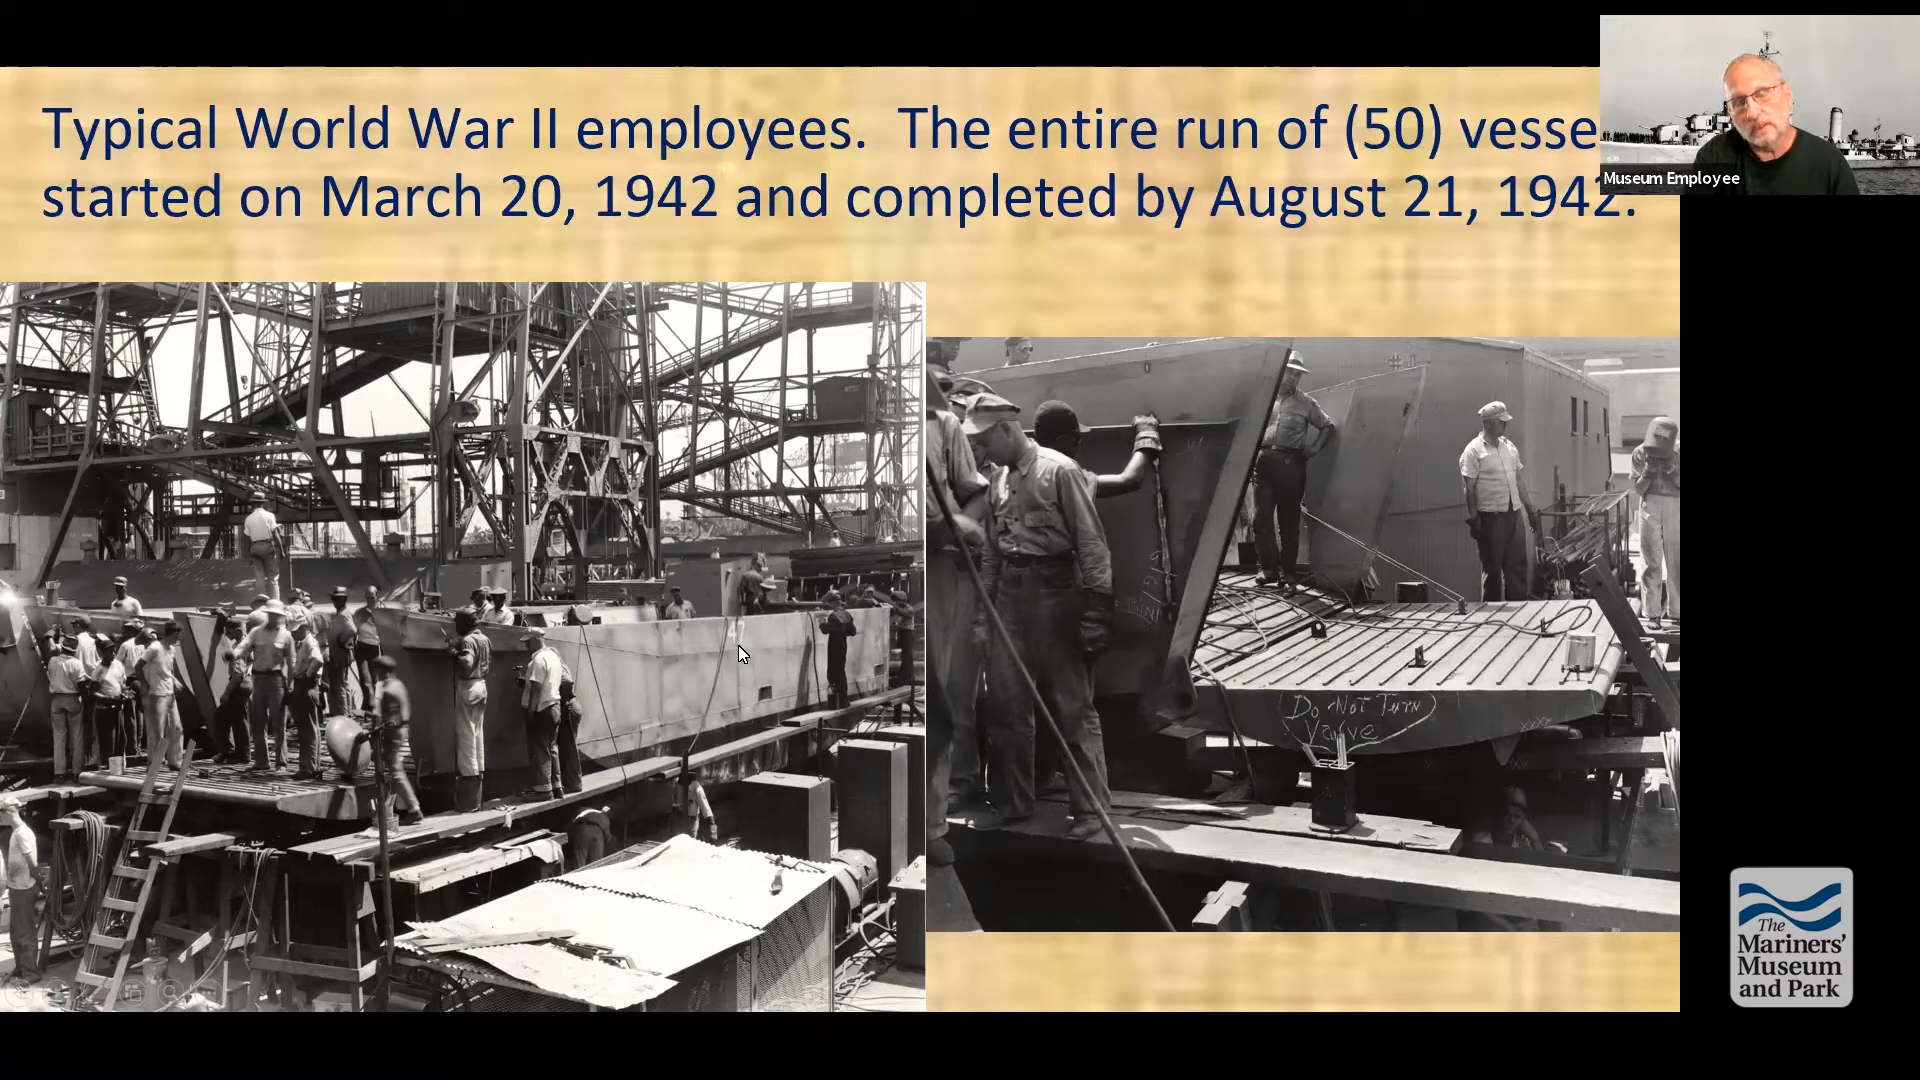 Typical World War II employees.  The entire run of (50) vesse
started on March 20, 1942 and completed by August 21, 1942.
Museum Employee
Do Not Turn
Valve
The
Mariners'
Museum
and Park